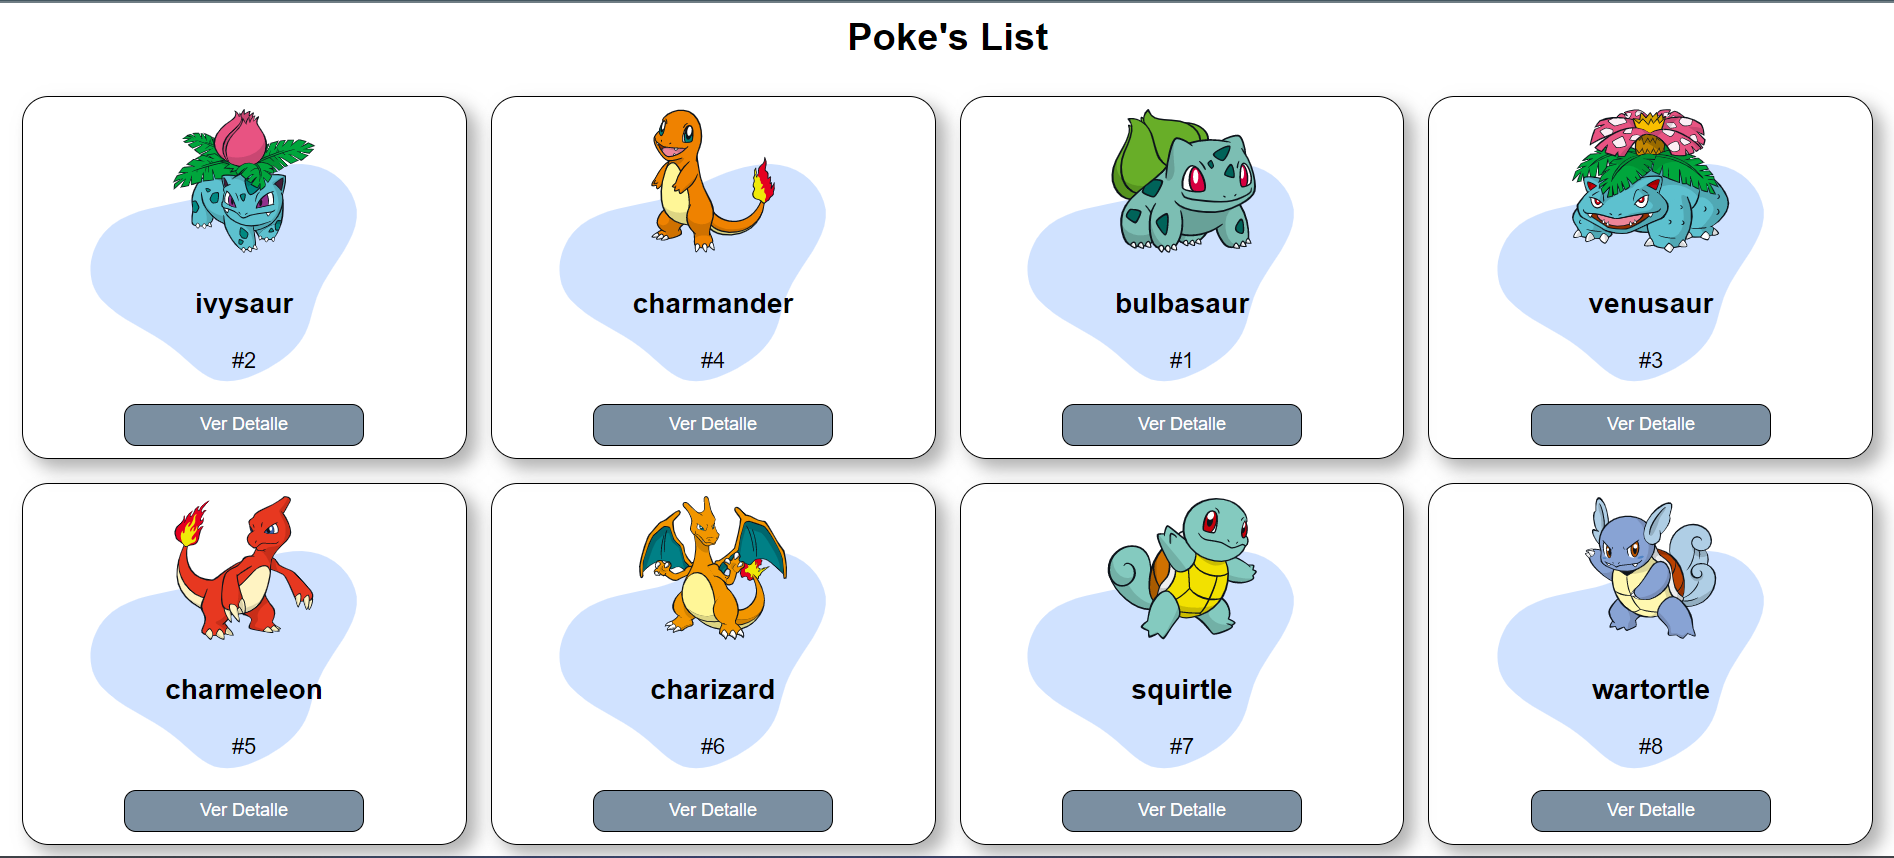 Poke's List
ivysaur
#2
Ver Detalle
charmander
#4
Ver Detalle
bulbasaur
#1
Ver Detalle
venusaur
#3
Ver Detalle
charmeleon
#5
Ver Detalle
charizard
#6
Ver Detalle
squirtle
#7
Ver Detalle
wartortle
#8
Ver Detalle